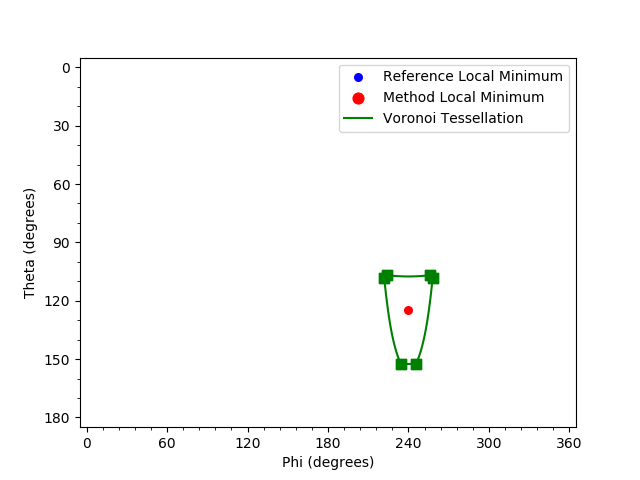 Reference Local Minimum
Method Local Minimum
Voronoi Tessellation
Theta (degrees)
0
30
60
90
120
150
180
0 60 120 180 240 300 360
Phi (degrees)